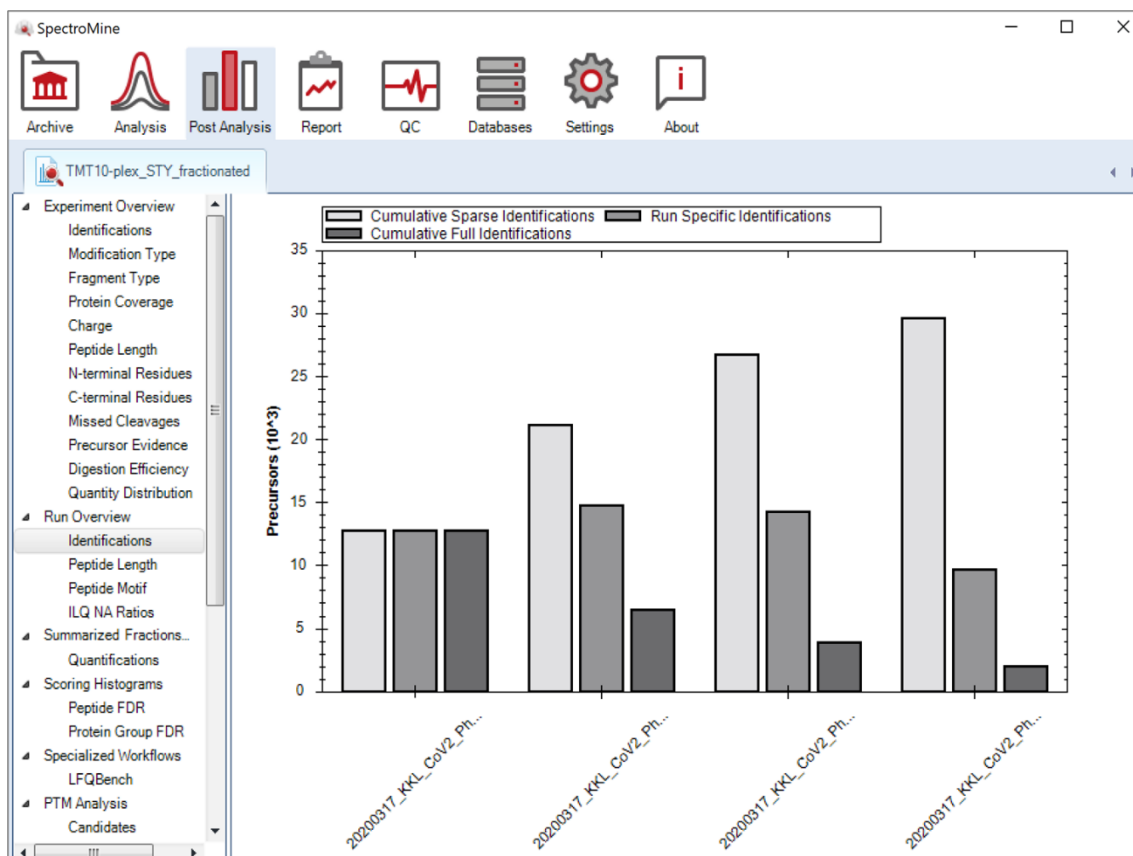 SpectroMine
Archive Analysis Post Analysis Report QC Databases Settings About
TMT10-plex_STY_fractionated
Experiment Overview
Identifications
Modification Type
Fragment Type
Protein Coverage
Charge
Peptide Length
N-terminal Residues
C-terminal Residues
Missed Cleavages
Precursor Evidence
Digestion Efficiency
Quantity Distribution
Run Overview
Identifications
Peptide Length
Peptide Motif
ILQ NA Ratios
Summarized Fractions...
Quantifications
Scoring Histograms
Peptide FDR
Protein Group FDR
Specialized Workflows
LFQBench
PTM Analysis
Candidates
Cumulative Sparse Identifications Run Specific Identifications
Cumulative Full Identifications
35
30
25
20
15
10
5
0
Precursors (10^3)
20200317_KKL_CoV2_Ph...
20200317_KKL_CoV2_Ph...
20200317_KKL_CoV2_Ph...
20200317_KKL_CoV2_Ph...